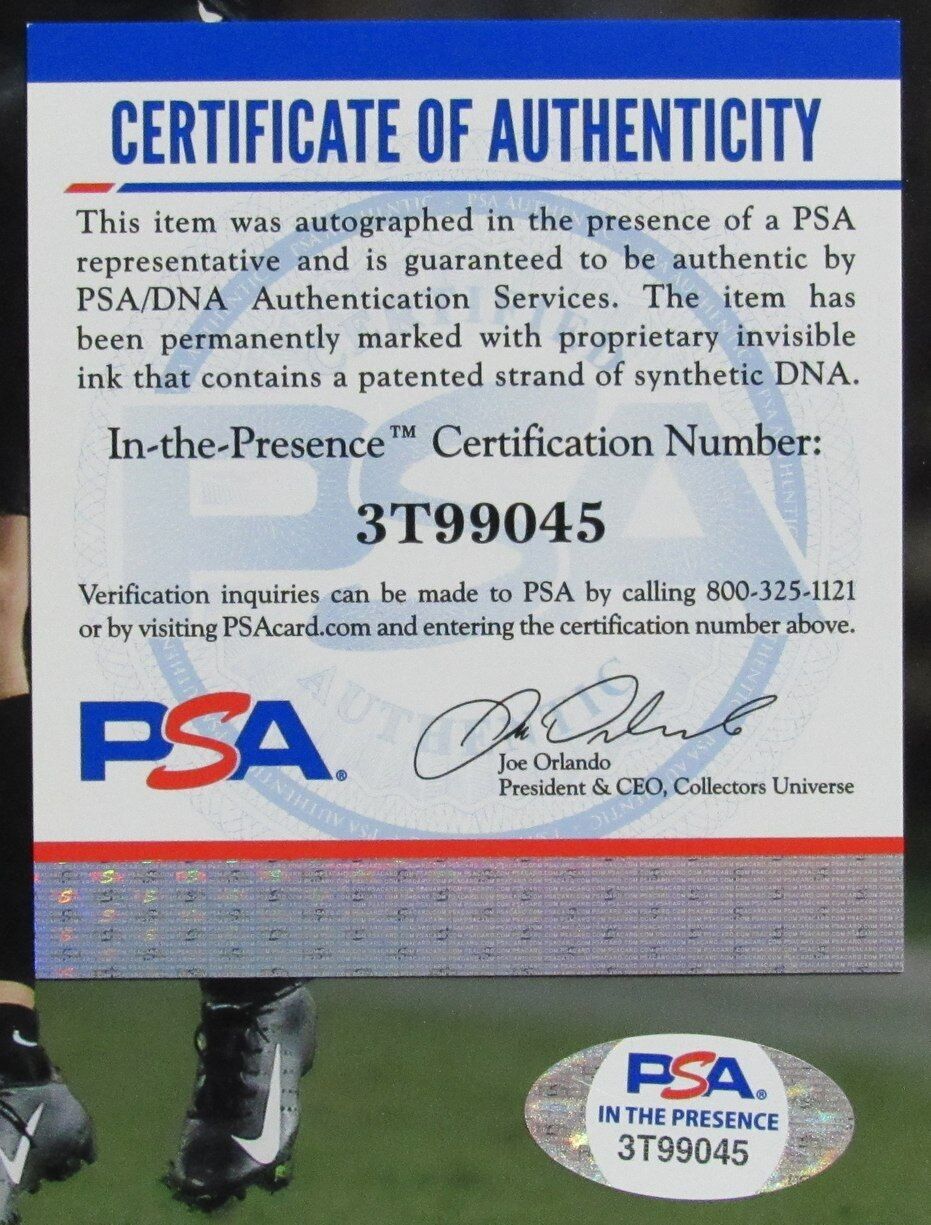 CERTIFICATE OF AUTHENTICITY
This item was autographed in the presence of a PSA
representative and is guaranteed to be authentic by
PSA/DNA Authentication Services. The item has
been permanently marked with proprietary invisible
ink that contains a patented strand of synthetic DNA.
In-the-Presence™ Certification Number:
3T99045
Verification inquiries can be made to PSA by calling 800-325-1121
or by visiting PSAcard.com and entering the certification number above.
PSA®
Joe Orlando
President & CEO, Collectors Universe
PSA®
IN THE PRESENCE
3T99045